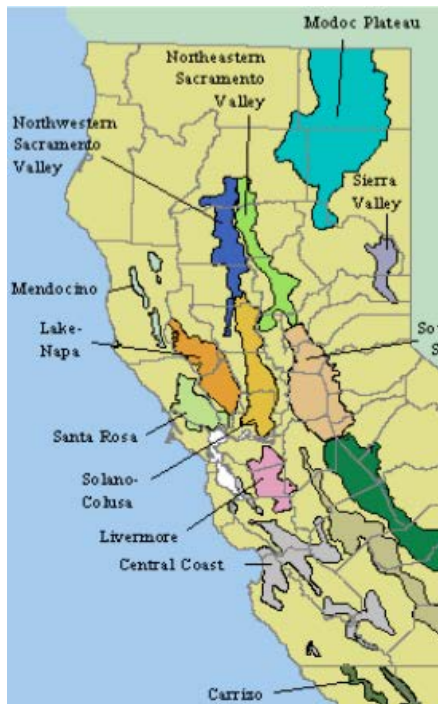 Modoc Plateau
Northeastern
Sacramento
Valley
Northwestern
Sacramento
Valley
Sierra
Valley
Mendocino
Lake-
Napa
Santa Rosa
Solano-
Colusa
Livermore
Central Coast
Carrizo